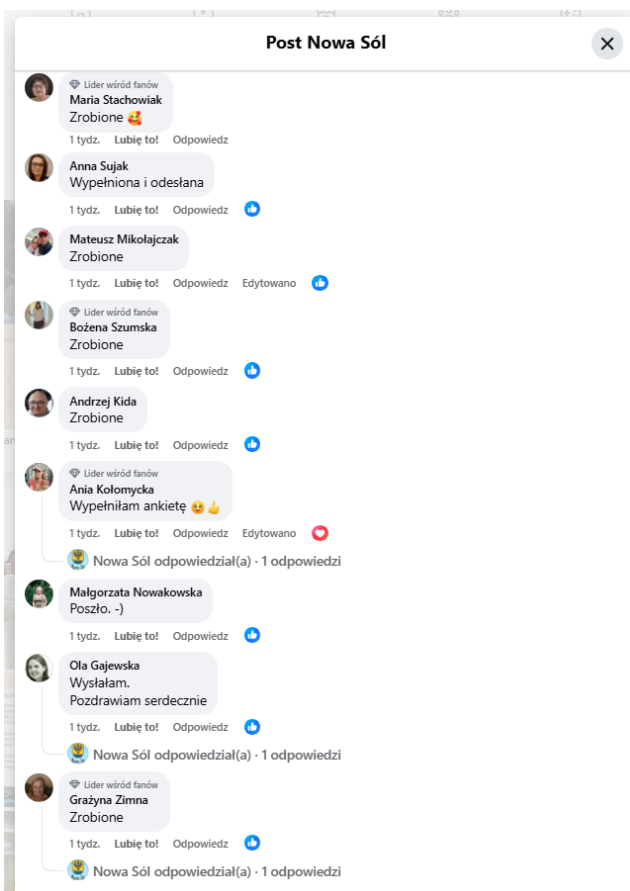 Post Nowa Sól
Lider wśród fanów
Maria Stachowiak
Zrobione
1 tydz. Lubię to! Odpowiedz
Anna Sujak
Wypełniona i odesłana
1 tydz. Lubię to! Odpowiedz
Mateusz Mikołajczak
Zrobione
1 tydz. Lubię to! Odpowiedz Edytowano
Lider wśród fanów
Bożena Szumska
Zrobione
1 tydz. Lubię to! Odpowiedz
Andrzej Kida
Zrobione
1 tydz. Lubię to! Odpowiedz
Lider wśród fanów
Ania Kołomycka
Wypełniłam ankietę
1 tydz. Lubię to! Odpowiedz Edytowano
Nowa Sól odpowiedział(a) · 1 odpowiedzi
Małgorzata Nowakowska
Poszło. -)
1 tydz. Lubię to! Odpowiedz
Ola Gajewska
Wysłałam.
Pozdrawiam serdecznie
1 tydz. Lubię to! Odpowiedz
Nowa Sól odpowiedział(a) · 1 odpowiedzi
Lider wśród fanów
Grażyna Zimna
Zrobione
1 tydz. Lubię to! Odpowiedz
Nowa Sól odpowiedział(a) · 1 odpowiedzi